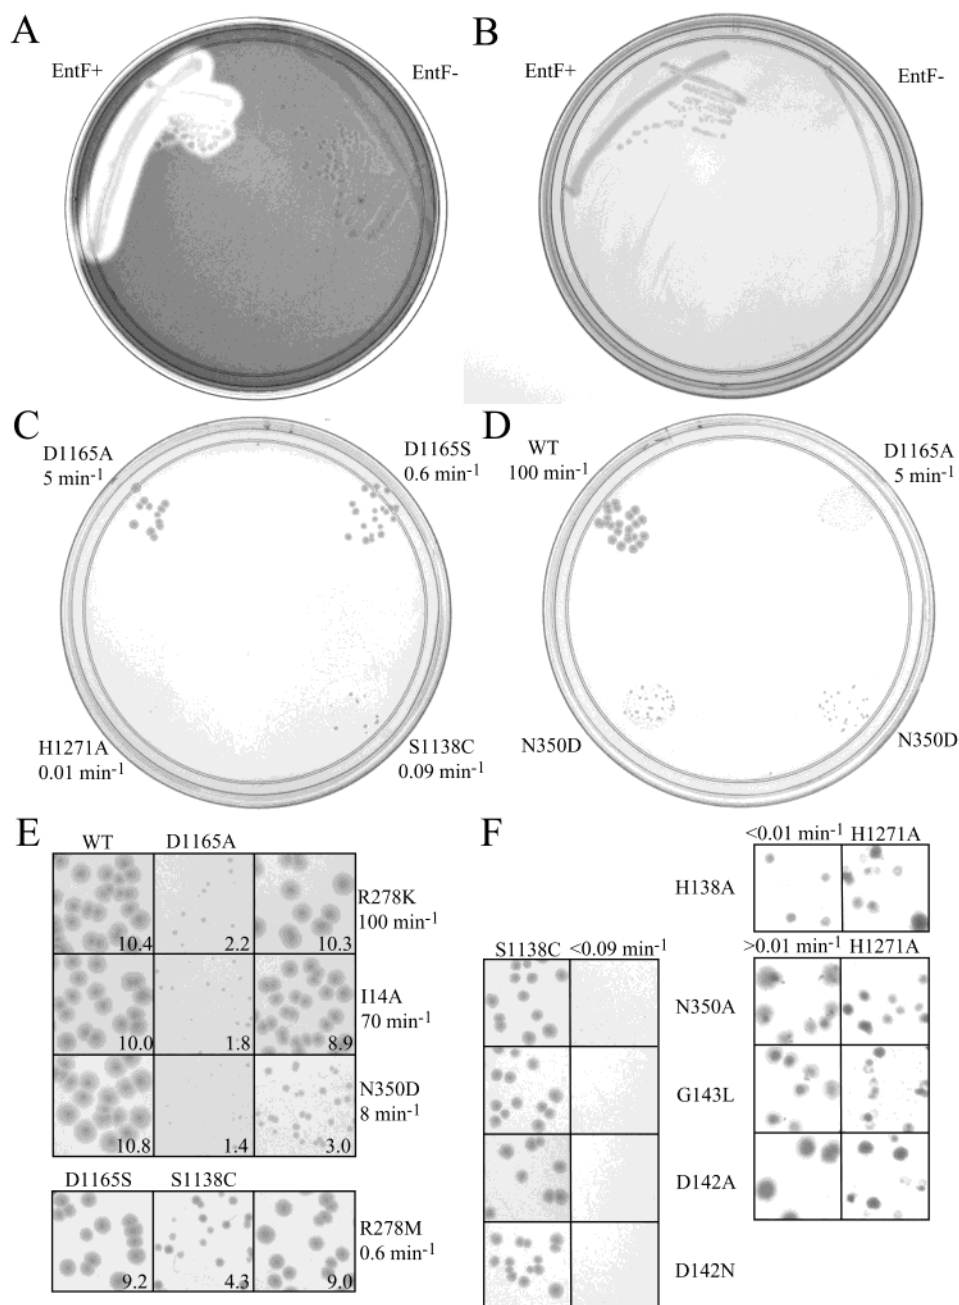 A
B
EntF+
EntF-
EntF+
EntF-
C
D
D1165A
5 min-1
D1165S
0.6 min-1
WT
100 min-1
D1165A
5 min-1
H1271A
0.01 min-1
S1138C
0.09 min-1
N350D
N350D
E
WT
D1165A
R278K
100 min-1
10.4
2.2
10.3
I14A
70 min-1
10.0
1.8
8.9
N350D
8 min-1
10.8
1.4
3.0
D1165S
S1138C
R278M
0.6 min-1
9.2
4.3
9.0
F
<0.01 min-1
H1271A
H138A
S1138C
<0.09 min-1
>0.01 min-1
H1271A
N350A
G143L
D142A
D142N